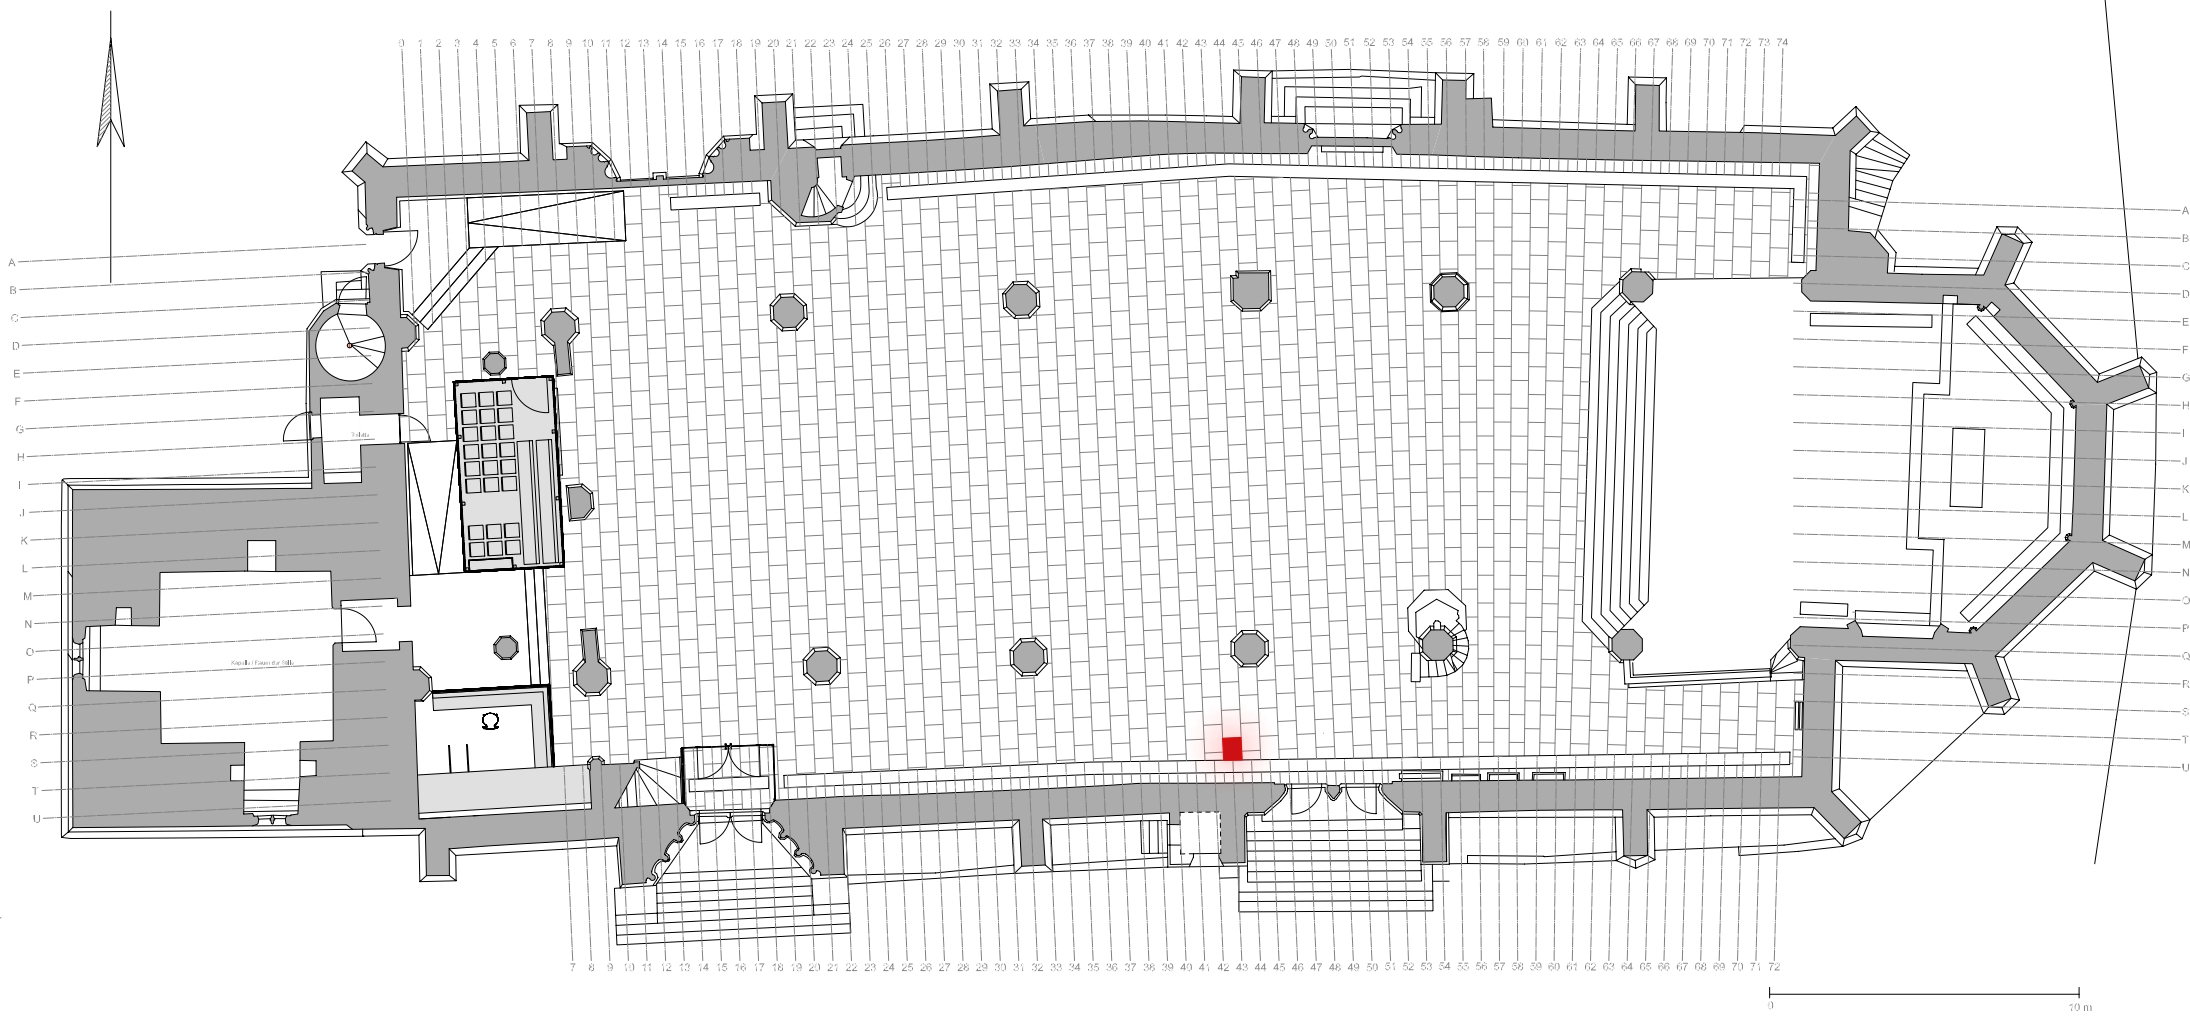 0 1 2 3 4 5 6 7 8 9 10 11 12 13 14 15 16 17 18 19 20 21 22 23 24 25 26 27 28 29 30 31 32 33 34 35 36 37 38 39 40 41 42 43 44 45 46 47 48 49 50 51 52 53 54 55 56 57 58 59 60 61 62 63 64 65 66 67 68 69 70 71 72 73 74
A
B
C
D
E
F
G
H
I
J
K
L
M
N
O
P
Q
R
S
T
U
Kapelle / Raum der Stille
A
B
C
D
E
F
G
H
I
J
K
L
M
N
O
P
Q
R
S
T
U
7 8 9 10 11 12 13 14 15 16 17 18 19 20 21 22 23 24 25 26 27 28 29 30 31 32 33 34 35 36 37 38 39 40 41 42 43 44 45 46 47 48 49 50 51 52 53 54 55 56 57 58 59 60 61 62 63 64 65 66 67 68 69 70 71 72
0 10 m